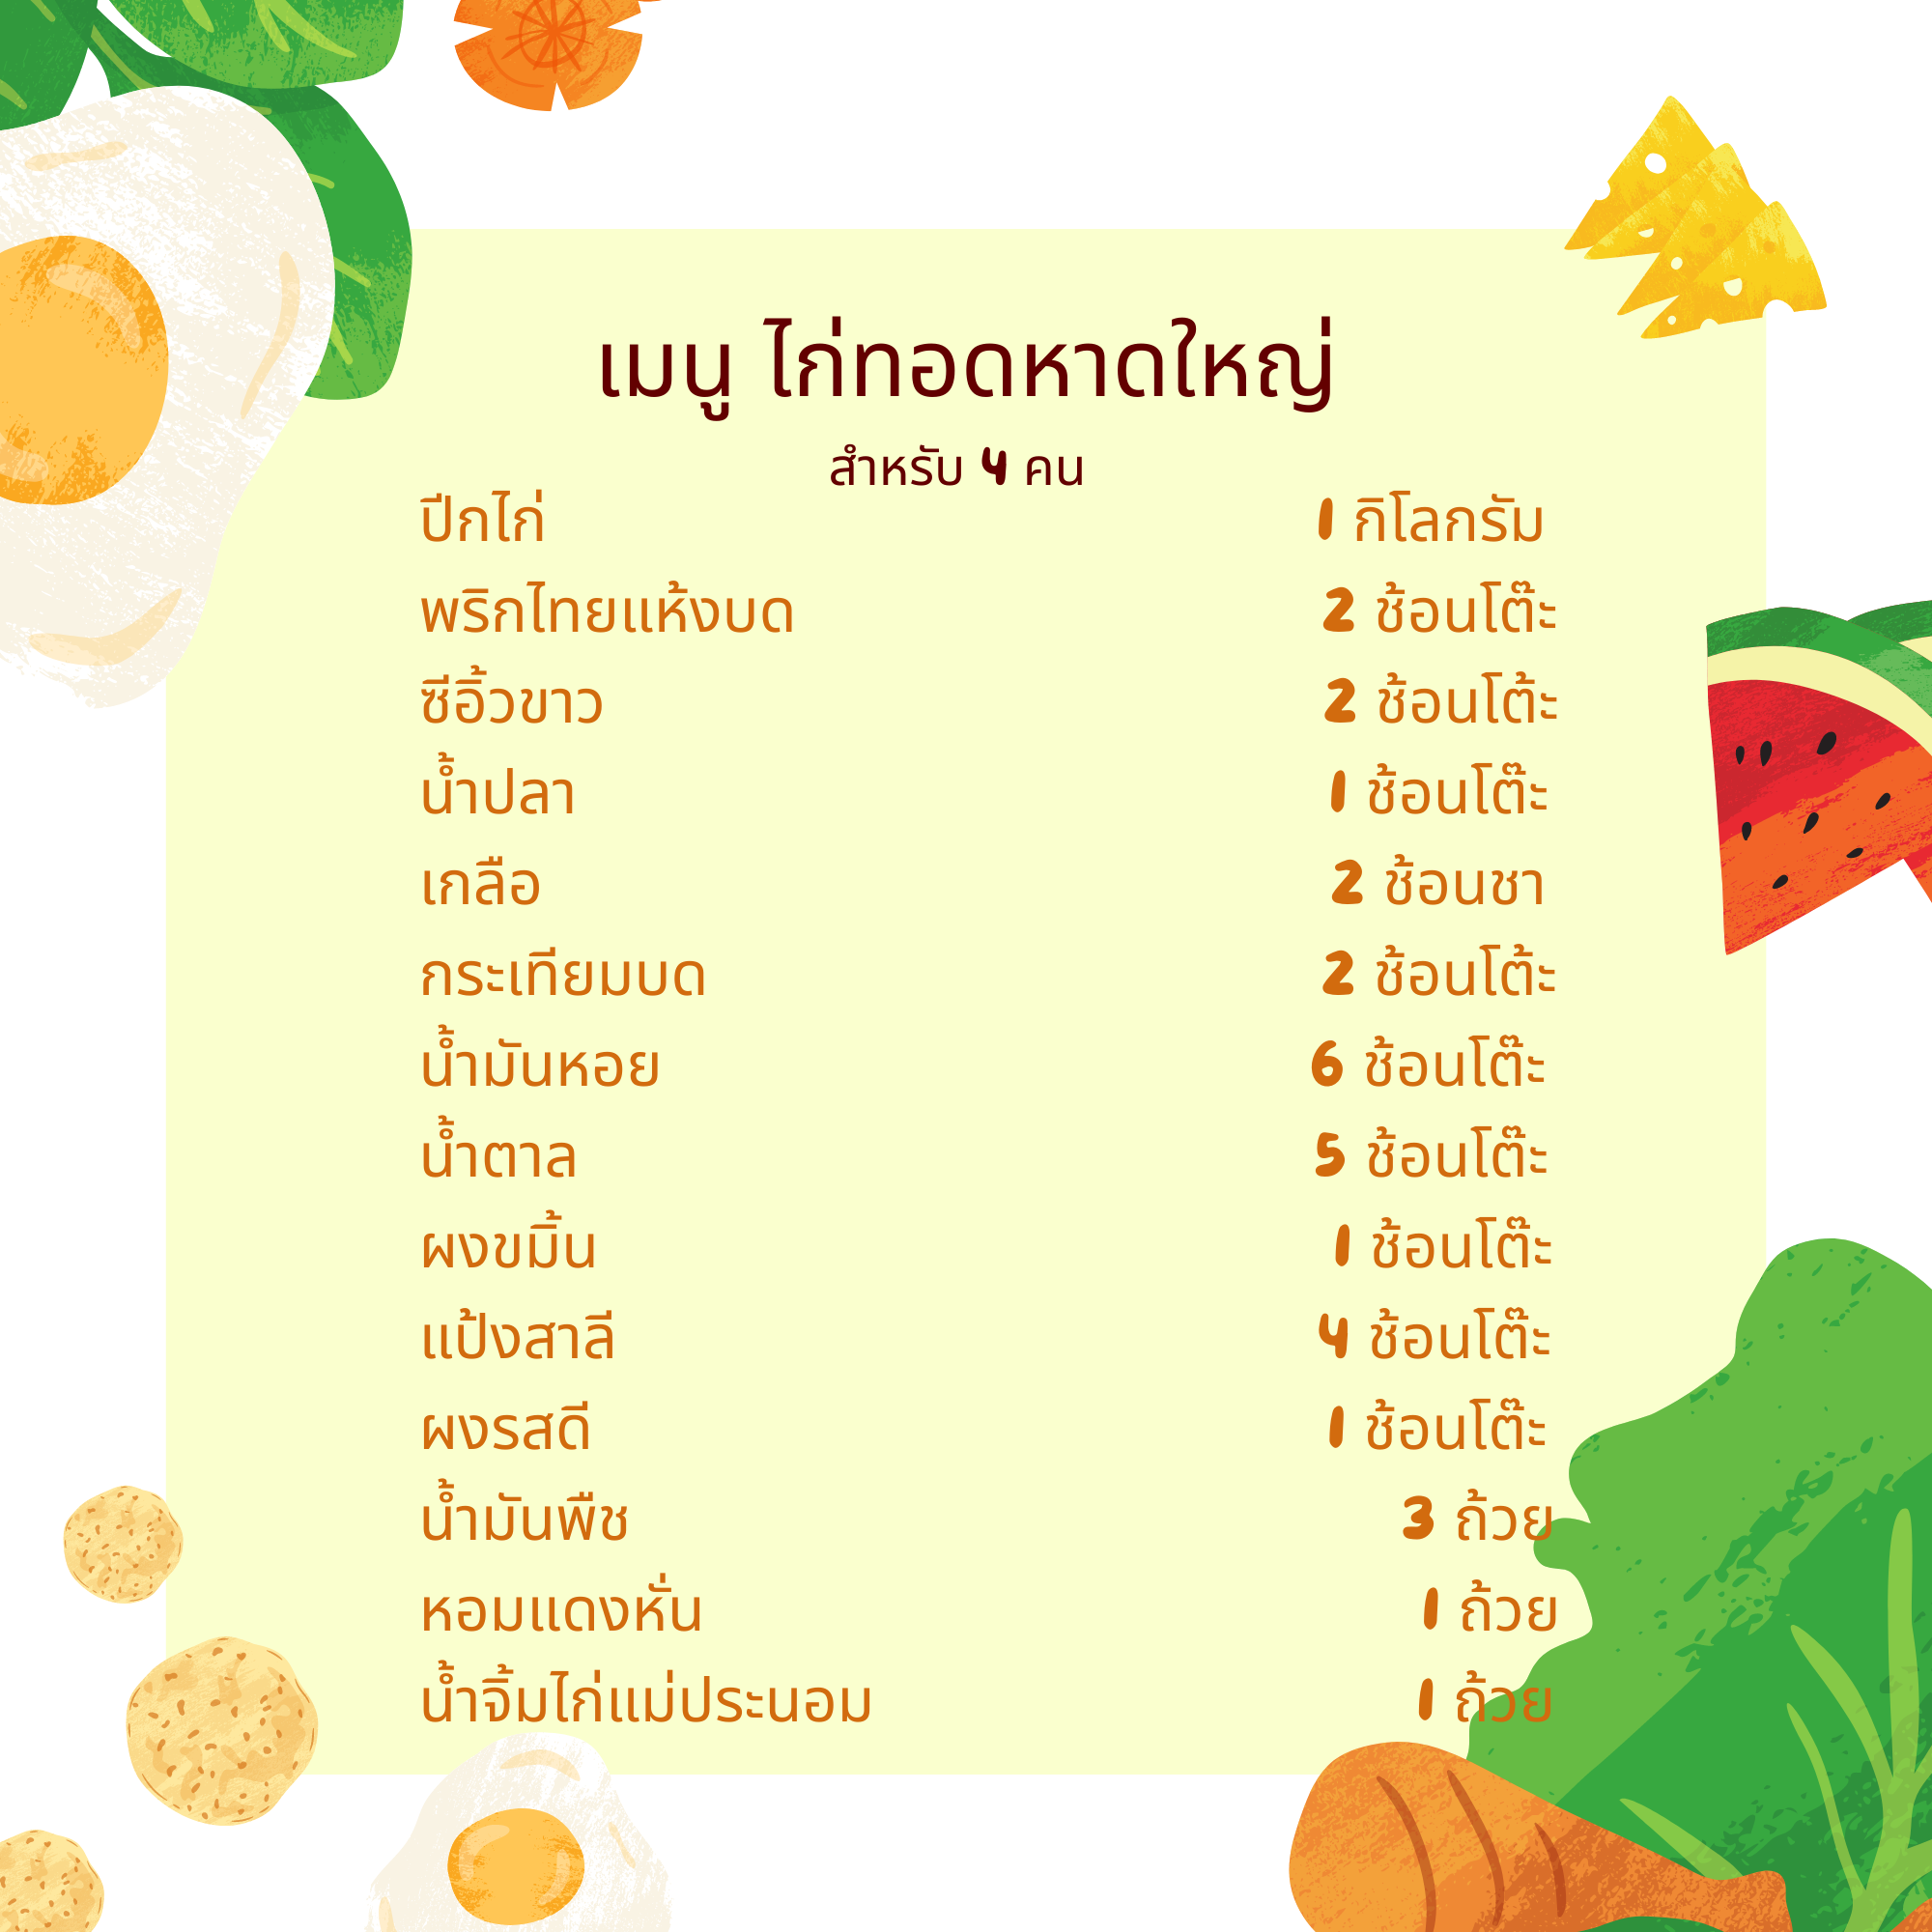 เมนู ไก่ทอดหาดใหญ่
สำหรับ 4 คน
ปีกไก่ 1 กิโลกรัม
พริกไทยแห้งบด 2 ช้อนโต๊ะ
ซีอิ้วขาว 2 ช้อนโต้ะ
น้ำปลา 1 ช้อนโต๊ะ
เกลือ 2 ช้อนชา
กระเทียมบด 2 ช้อนโต้ะ
น้ำมันหอย 6 ช้อนโต๊ะ
น้ำตาล 5 ช้อนโต๊ะ
ผงขมิ้น 1 ช้อนโต๊ะ
แป้งสาลี 4 ช้อนโต๊ะ
ผงรสดี 1 ช้อนโต๊ะ
น้ำมันพืช 3 ถ้วย
หอมแดงหั่น 1 ถ้วย
น้ำจิ้มไก่แม่ประนอม 1 ถ้วย